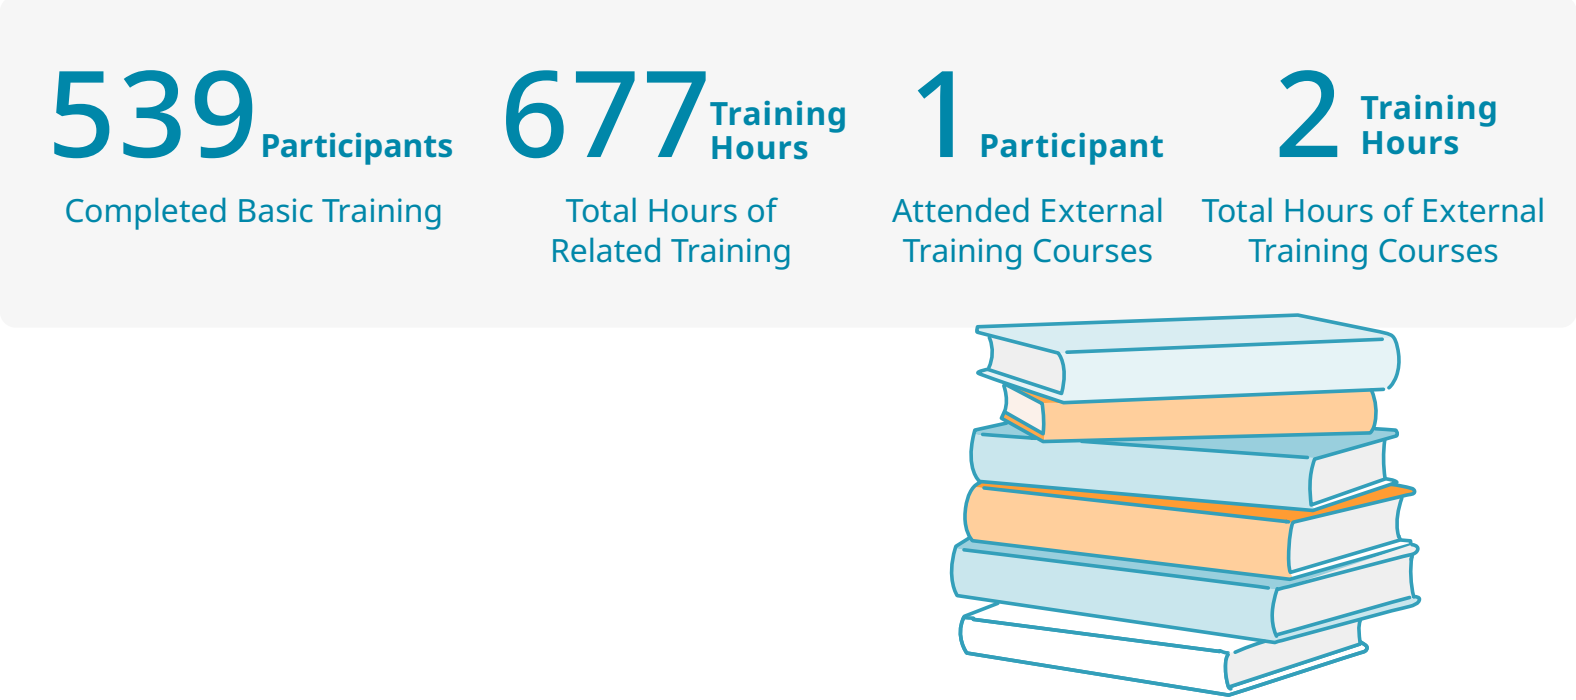 539 Participants
Completed Basic Training
677 Training
Hours
Total Hours of
Related Training
1 Participant
Attended External
Training Courses
2 Training
Hours
Total Hours of External
Training Courses